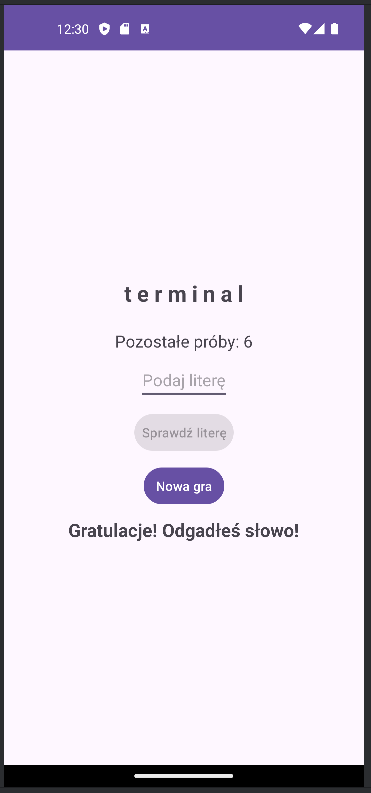 12:30
t e r m i n a l
Pozostałe próby: 6
Podaj literę
Sprawdź literę
Nowa gra
Gratulacje! Odgadłeś słowo!